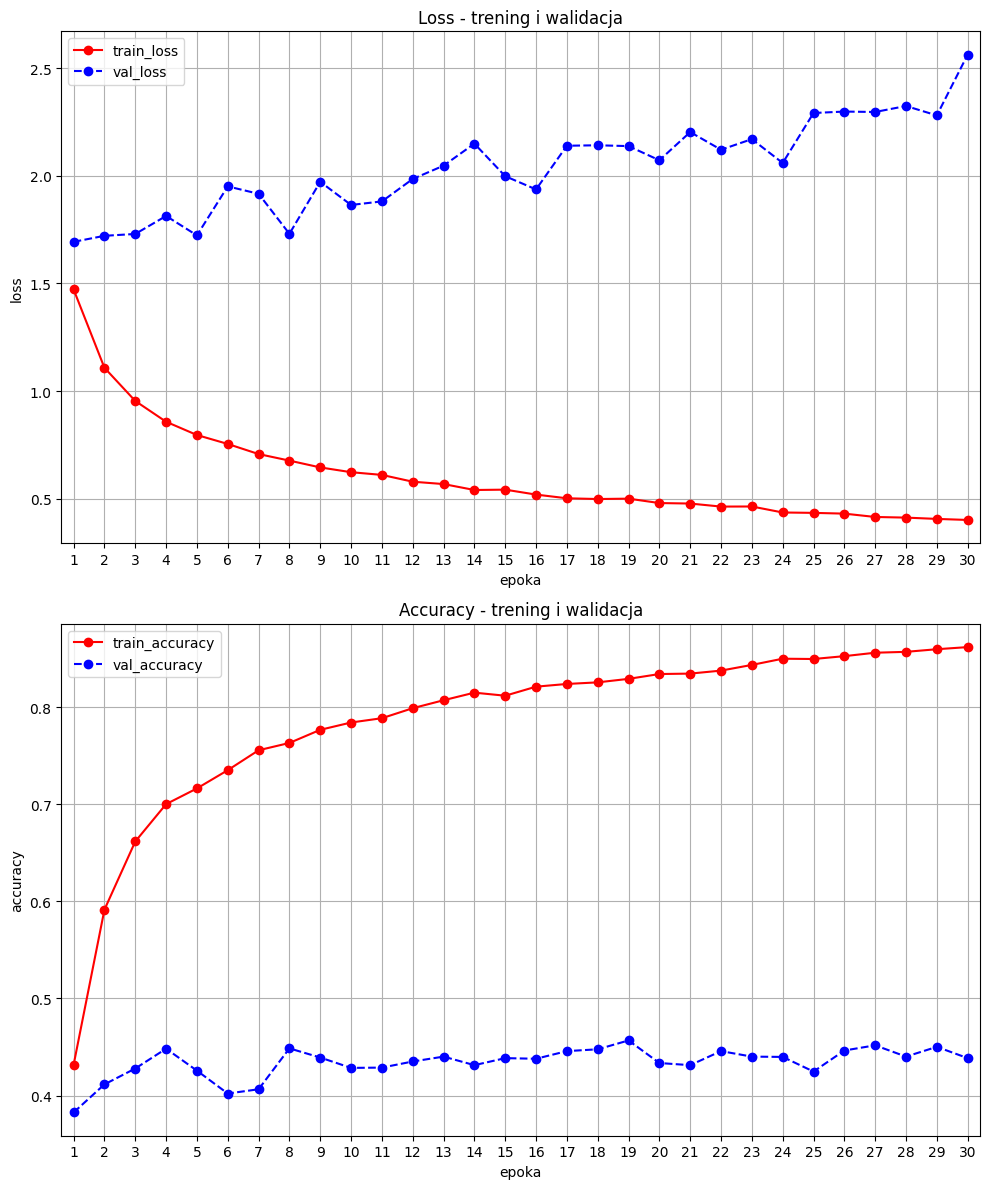 Loss - trening i walidacja
train_loss
val_loss
2.5
2.0
1.5
1.0
0.5
loss
1 2 3 4 5 6 7 8 9 10 11 12 13 14 15 16 17 18 19 20 21 22 23 24 25 26 27 28 29 30
epoka
Accuracy - trening i walidacja
train_accuracy
val_accuracy
0.8
0.7
0.6
0.5
0.4
accuracy
1 2 3 4 5 6 7 8 9 10 11 12 13 14 15 16 17 18 19 20 21 22 23 24 25 26 27 28 29 30
epoka